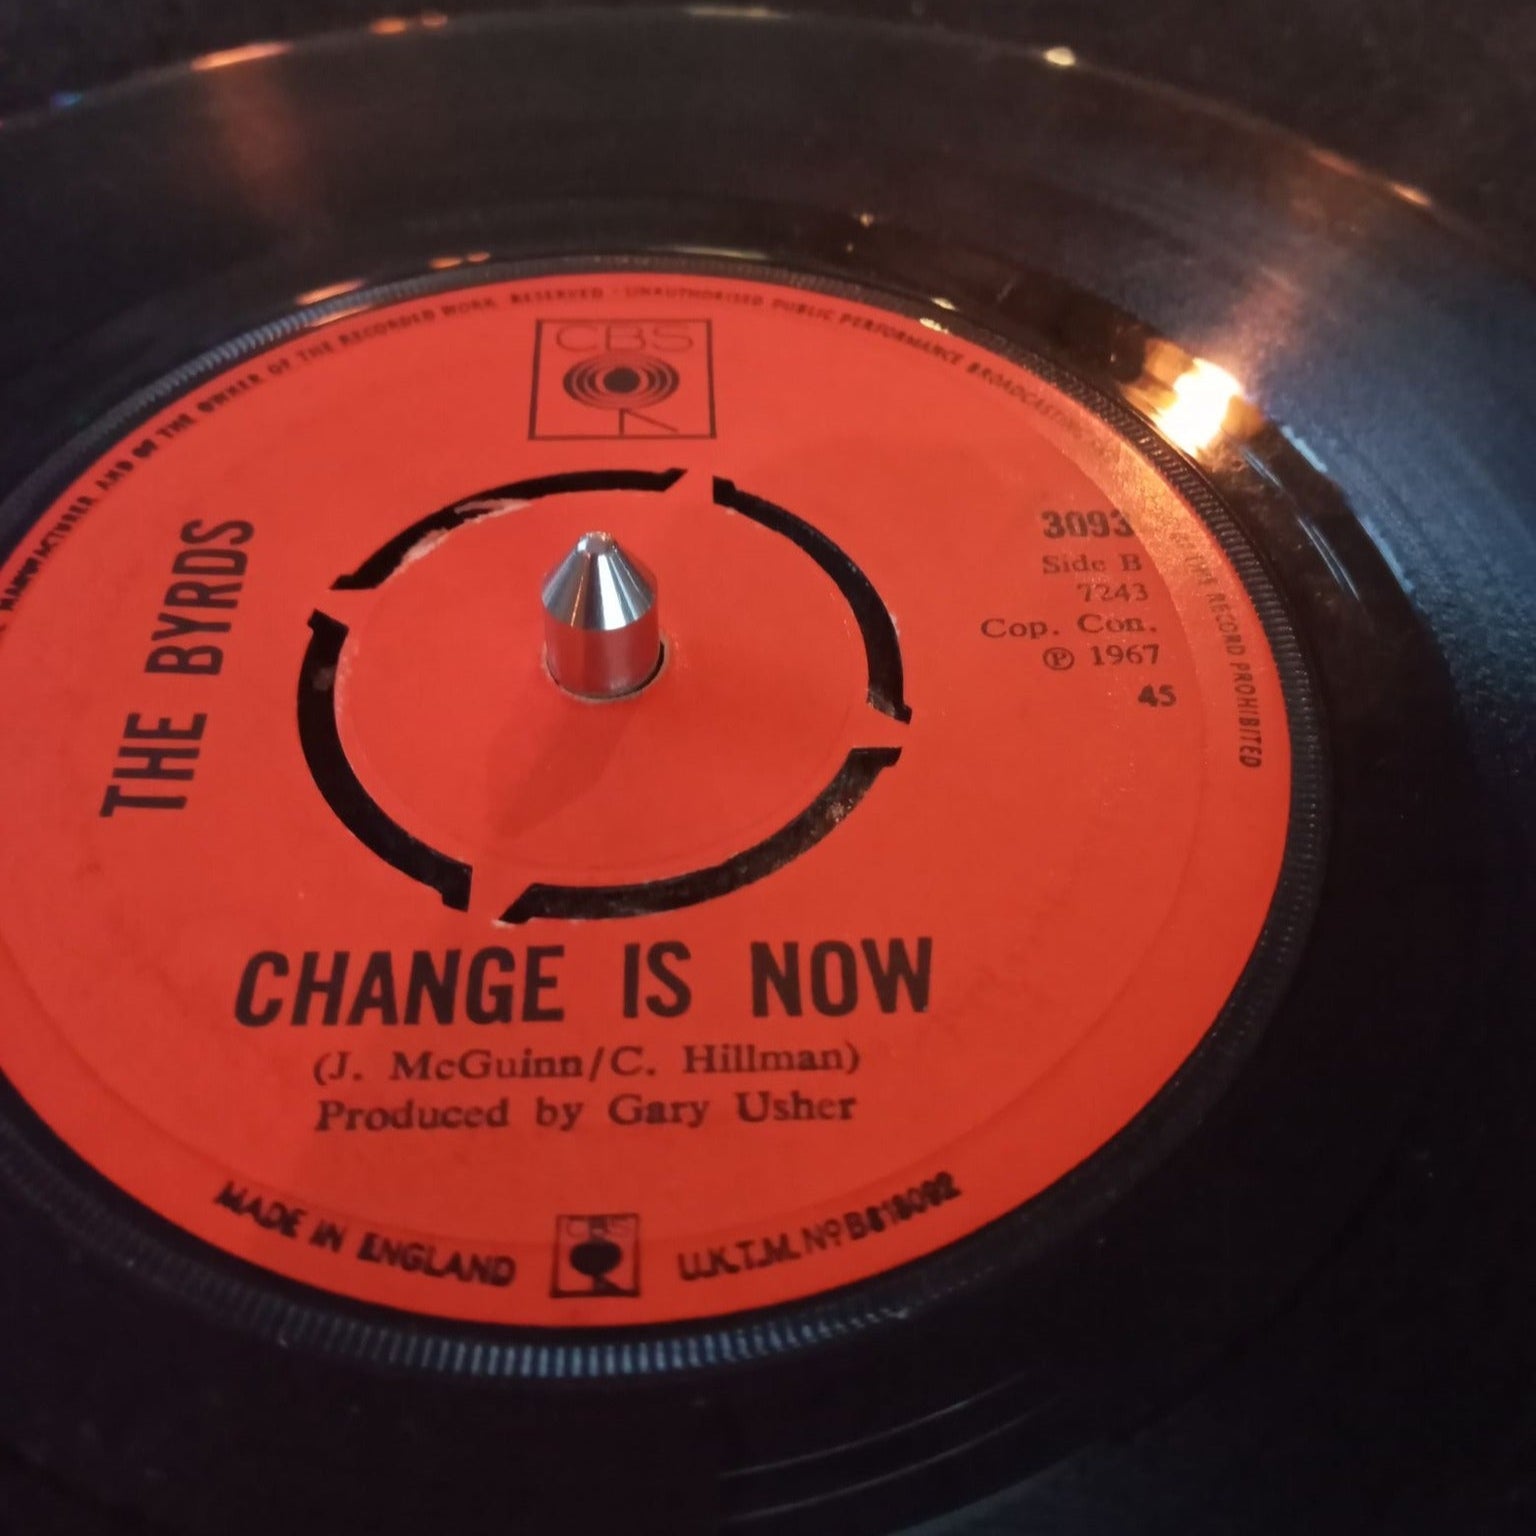 MANUFACTURER AND OF THE OWNER OF THE RECORDED WORK RESERVED · UNAUTHORISED PUBLIC PERFORMANCE BROADCASTING
OF THE RECORD PROHIBITED
CBS
THE BYRDS
3093
Side B
7243
Cop. Con.
℗ 1967
45
CHANGE IS NOW
(J. McGuinn/C. Hillman)
Produced by Gary Usher
MADE IN ENGLAND
CBS
U.K.T.M. Nº B818092